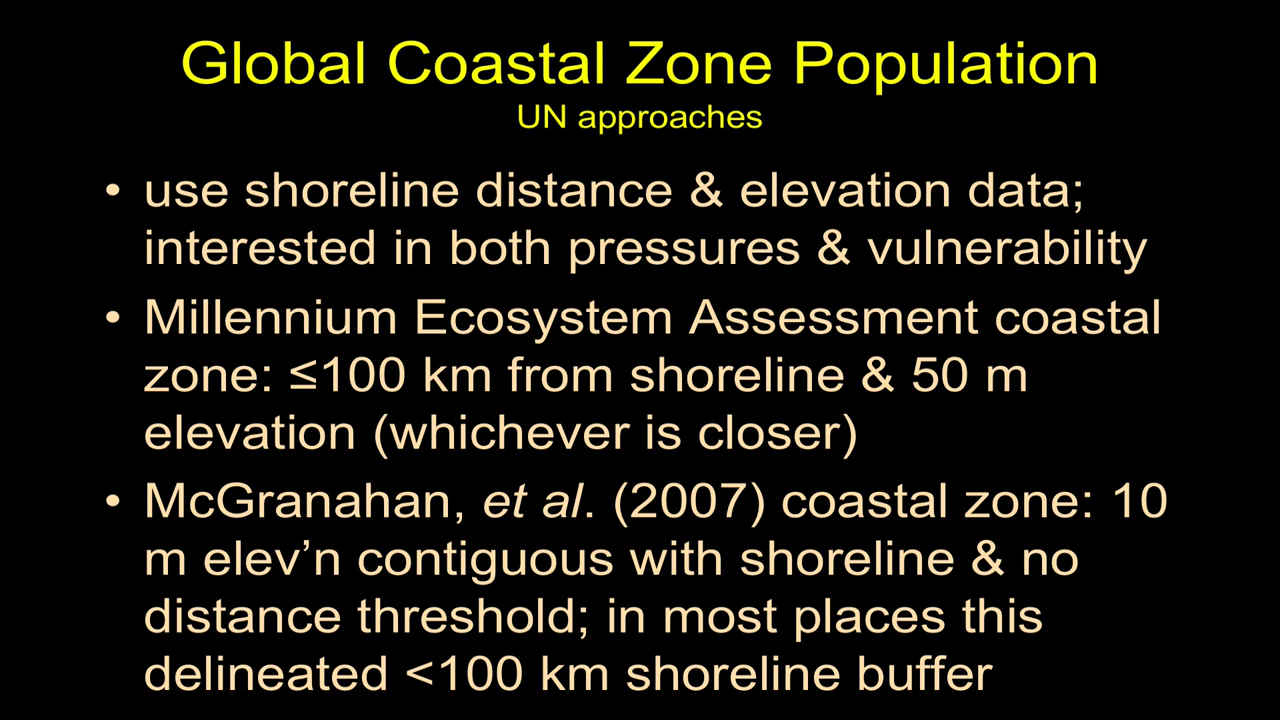 Global Coastal Zone Population
UN approaches
• use shoreline distance & elevation data;
interested in both pressures & vulnerability
• Millennium Ecosystem Assessment coastal
zone: ≤100 km from shoreline & 50 m
elevation (whichever is closer)
• McGranahan, et al. (2007) coastal zone: 10
m elev’n contiguous with shoreline & no
distance threshold; in most places this
delineated <100 km shoreline buffer